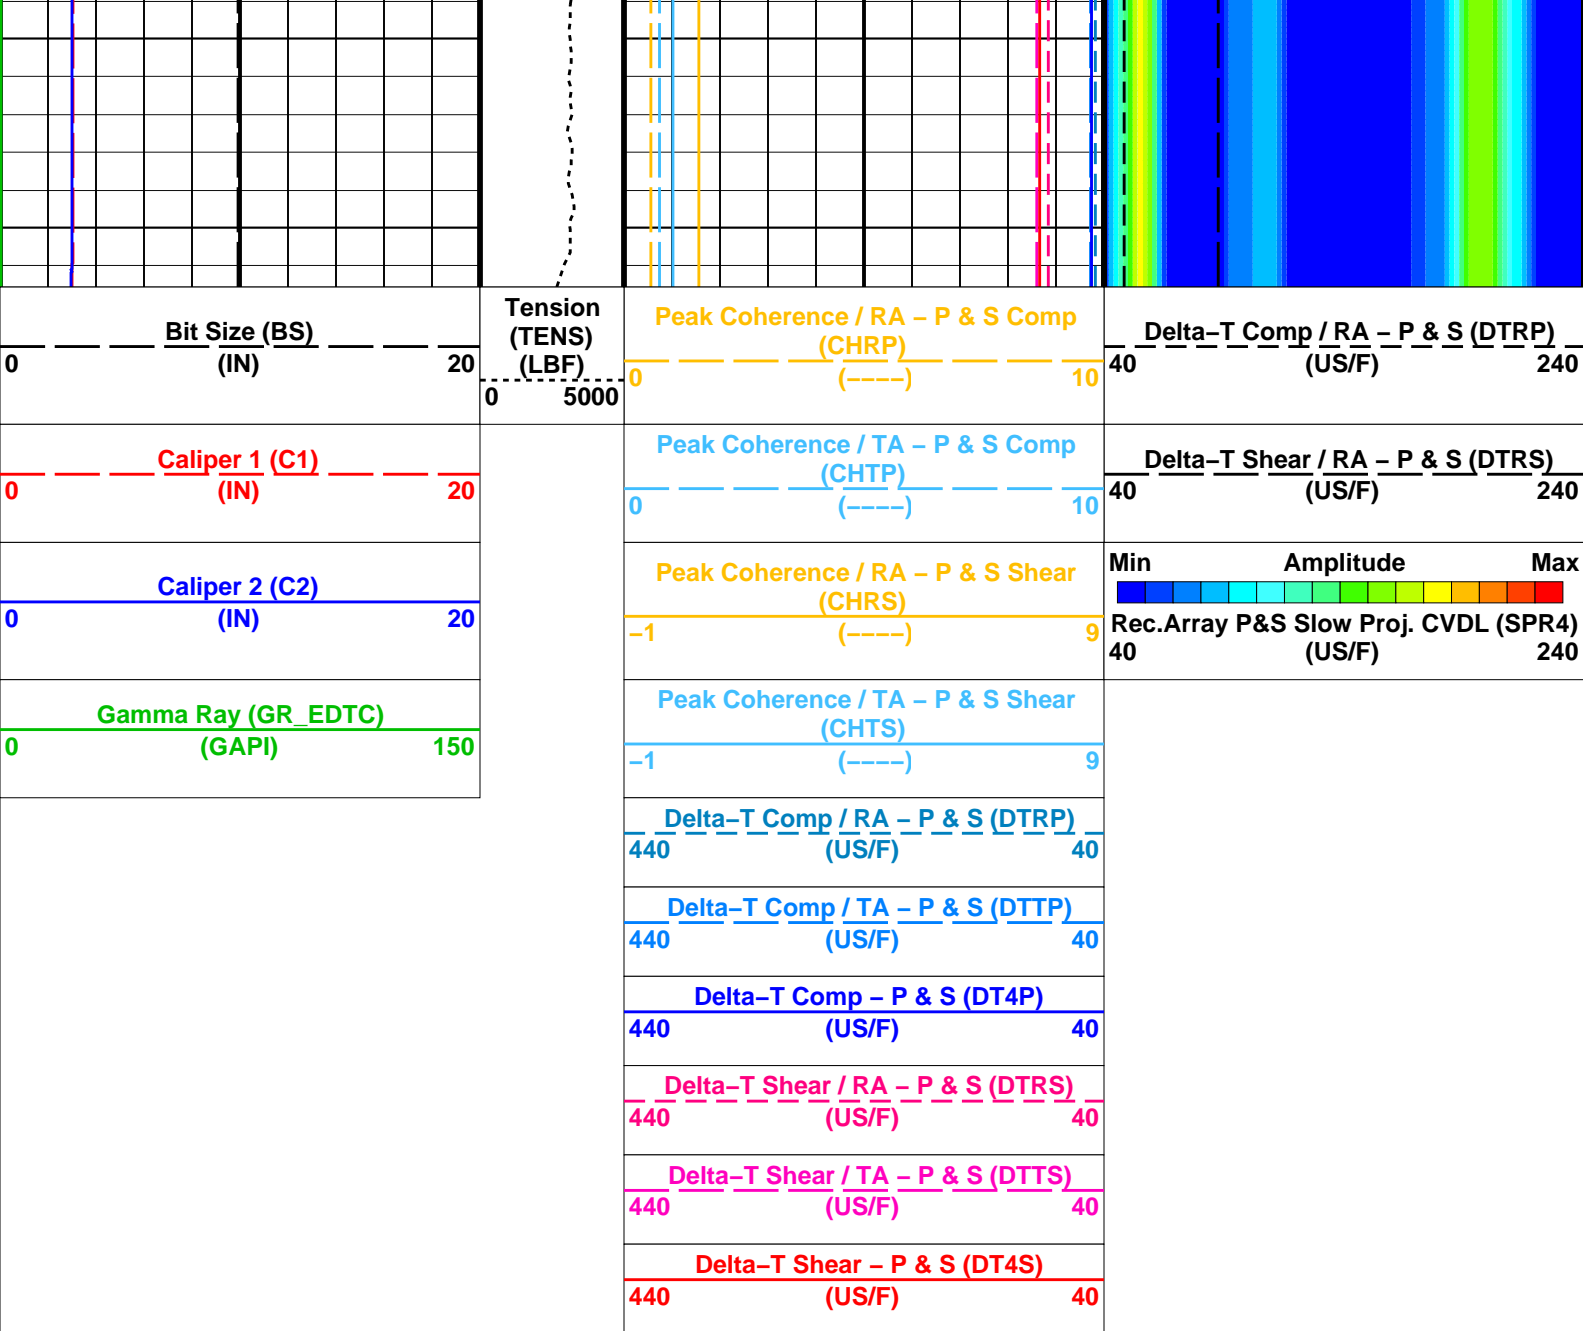 Bit Size (BS)
0 (IN) 20
Caliper 1 (C1)
0 (IN) 20
Caliper 2 (C2)
0 (IN) 20
Gamma Ray (GR_EDTC)
0 (GAPI) 150
Tension
(TENS)
(LBF)
0 5000
Peak Coherence / RA – P & S Comp
(CHRP)
0 (––––) 10
Peak Coherence / TA – P & S Comp
(CHTP)
0 (––––) 10
Peak Coherence / RA – P & S Shear
(CHRS)
–1 (––––) 9
Peak Coherence / TA – P & S Shear
(CHTS)
–1 (––––) 9
Delta–T Comp / RA – P & S (DTRP)
440 (US/F) 40
Delta–T Comp / TA – P & S (DTTP)
440 (US/F) 40
Delta–T Comp – P & S (DT4P)
440 (US/F) 40
Delta–T Shear / RA – P & S (DTRS)
440 (US/F) 40
Delta–T Shear / TA – P & S (DTTS)
440 (US/F) 40
Delta–T Shear – P & S (DT4S)
440 (US/F) 40
Delta–T Comp / RA – P & S (DTRP)
40 (US/F) 240
Delta–T Shear / RA – P & S (DTRS)
40 (US/F) 240
Min Amplitude Max
Rec.Array P&S Slow Proj. CVDL (SPR4)
40 (US/F) 240